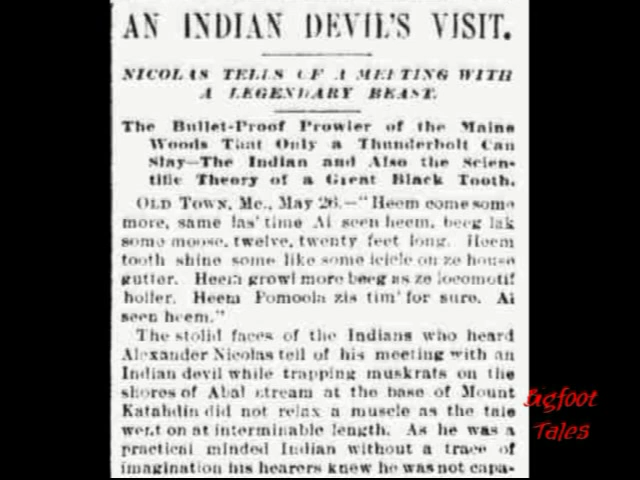 AN INDIAN DEVIL'S VISIT.
NICOLAS TELLS OF A MEETING WITH
A LEGENDARY BEAST.
The Bullet-Proof Prowler of the Maine
Woods That Only a Thunderbolt Can
Slay—The Indian and Also the Scien-
tific Theory of a Great Black Tooth.
OLD TOWN, Me., May 26.—"Heem come some
more, same las' time Ai seen heem, beeg lak
some moose, twelve, twenty feet long. Heem
tooth shine some like some icicle on ze house
gutter. Heem growl more beeg as ze locomotif
holler. Heem Pomoola zis tim' for sure. Ai
seen heem."
The stolid faces of the Indians who heard
Alexander Nicolas tell of his meeting with an
Indian devil while trapping muskrats on the
shores of Abal stream at the base of Mount
Katahdin did not relax a muscle as the tale
went on at interminable length. As he was a
practical minded Indian without a trace of
imagination his hearers knew he was not capa-
Bigfoot
Tales